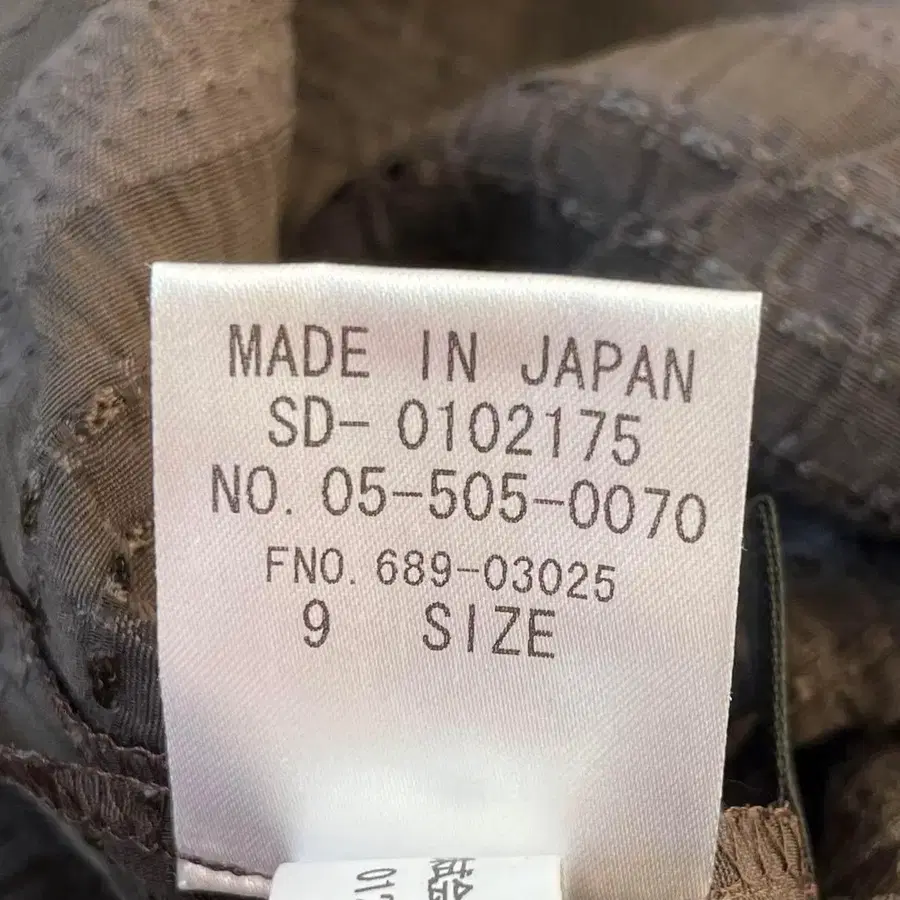 MADE IN JAPAN
SD- 0102175
NO. 05-505-0070
FNO. 689-03025
9 SIZE